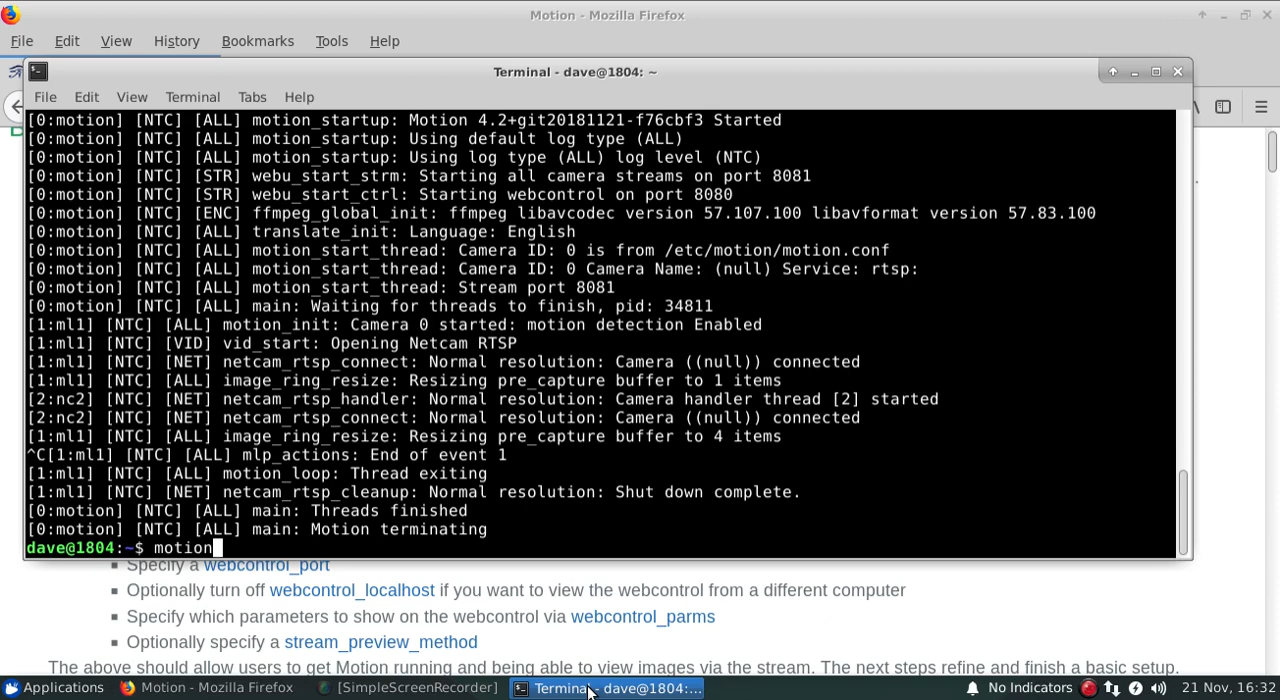 Motion - Mozilla Firefox
File Edit View History Bookmarks Tools Help
Terminal - dave@1804: ~
File Edit View Terminal Tabs Help
[0:motion] [NTC] [ALL] motion_startup: Motion 4.2+git20181121-f76cbf3 Started
[0:motion] [NTC] [ALL] motion_startup: Using default log type (ALL)
[0:motion] [NTC] [ALL] motion_startup: Using log type (ALL) log level (NTC)
[0:motion] [NTC] [STR] webu_start_strm: Starting all camera streams on port 8081
[0:motion] [NTC] [STR] webu_start_ctrl: Starting webcontrol on port 8080
[0:motion] [NTC] [ENC] ffmpeg_global_init: ffmpeg libavcodec version 57.107.100 libavformat version 57.83.100
[0:motion] [NTC] [ALL] translate_init: Language: English
[0:motion] [NTC] [ALL] motion_start_thread: Camera ID: 0 is from /etc/motion/motion.conf
[0:motion] [NTC] [ALL] motion_start_thread: Camera ID: 0 Camera Name: (null) Service: rtsp:
[0:motion] [NTC] [ALL] motion_start_thread: Stream port 8081
[0:motion] [NTC] [ALL] main: Waiting for threads to finish, pid: 34811
[1:ml1] [NTC] [ALL] motion_init: Camera 0 started: motion detection Enabled
[1:ml1] [NTC] [VID] vid_start: Opening Netcam RTSP
[1:ml1] [NTC] [NET] netcam_rtsp_connect: Normal resolution: Camera ((null)) connected
[1:ml1] [NTC] [ALL] image_ring_resize: Resizing pre_capture buffer to 1 items
[2:nc2] [NTC] [NET] netcam_rtsp_handler: Normal resolution: Camera handler thread [2] started
[2:nc2] [NTC] [NET] netcam_rtsp_connect: Normal resolution: Camera ((null)) connected
[1:ml1] [NTC] [ALL] image_ring_resize: Resizing pre_capture buffer to 4 items
^C[1:ml1] [NTC] [ALL] mlp_actions: End of event 1
[1:ml1] [NTC] [ALL] motion_loop: Thread exiting
[1:ml1] [NTC] [NET] netcam_rtsp_cleanup: Normal resolution: Shut down complete.
[0:motion] [NTC] [ALL] main: Threads finished
[0:motion] [NTC] [ALL] main: Motion terminating
dave@1804:~$ motion
Specify a webcontrol_port
Optionally turn off webcontrol_localhost if you want to view the webcontrol from a different computer
Specify which parameters to show on the webcontrol via webcontrol_parms
Optionally specify a stream_preview_method
The above should allow users to get Motion running and being able to view images via the stream. The next steps refine and finish a basic setup.
Applications Motion - Mozilla Firefox [SimpleScreenRecorder] Terminal - dave@1804:... No Indicators 21 Nov, 16:32